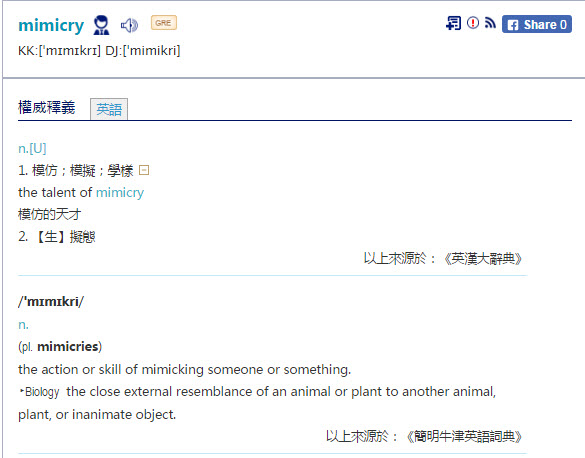 mimicry GRE Share 0
KK:[ˈmɪmɪkrɪ] DJ:[ˈmimikri]
權威釋義 英語
n.[U]
1. 模仿；模擬；學樣
the talent of mimicry
模仿的天才
2. 【生】擬態
以上來源於：《英漢大辭典》
/ˈmɪmɪkri/
n.
(pl. mimicries)
the action or skill of mimicking someone or something.
‣Biology the close external resemblance of an animal or plant to another animal,
plant, or inanimate object.
以上來源於：《簡明牛津英語詞典》